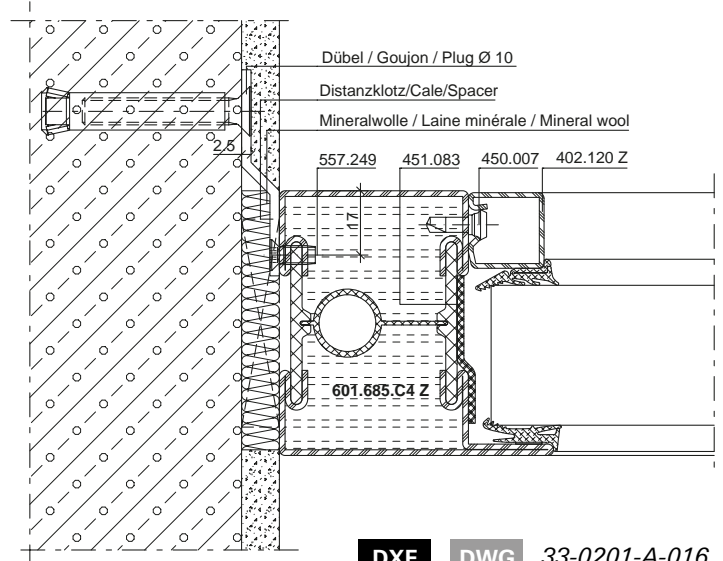 Dübel / Goujon / Plug Ø 10
Distanzklotz/Cale/Spacer
Mineralwolle / Laine minérale / Mineral wool
2.5
557.249 451.083 450.007 402.120 Z
17
601.685.C4 Z
DXF DWG 33-0201-A-016